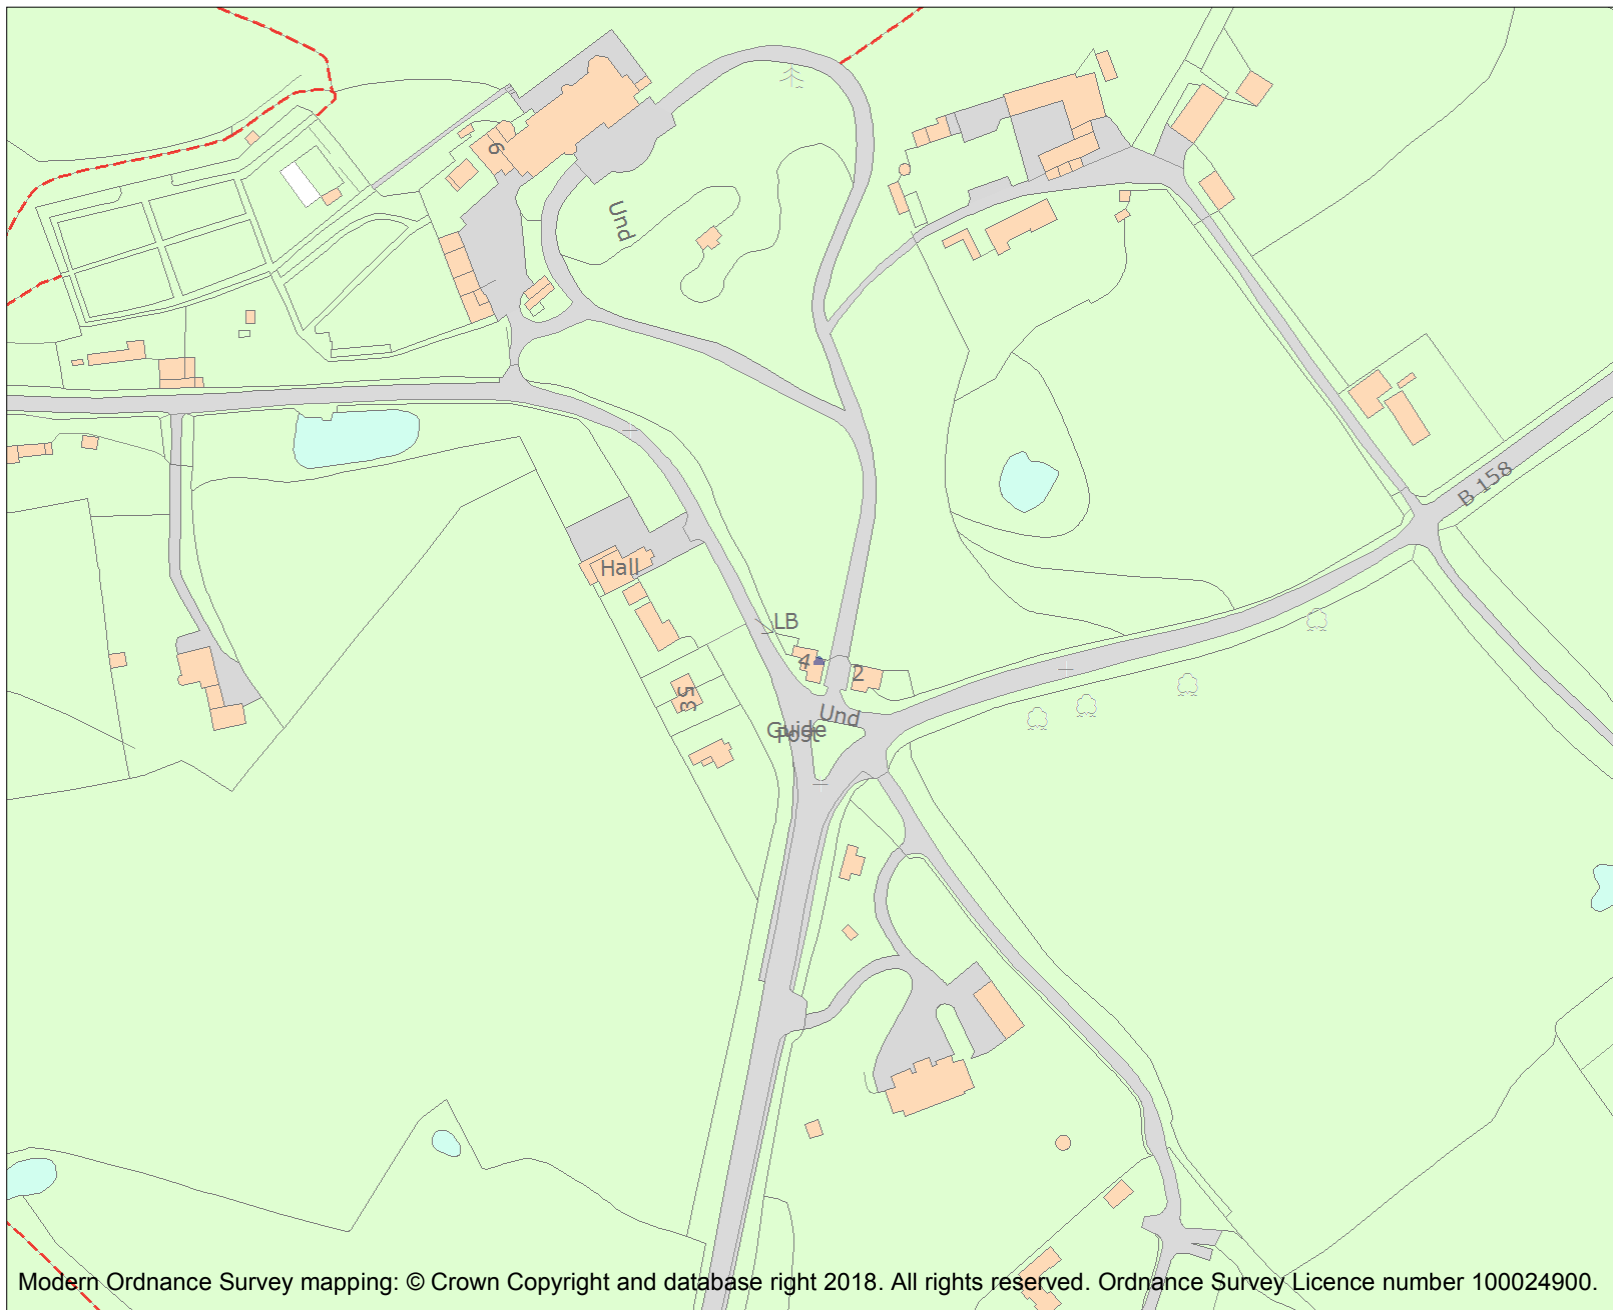 6
Und
B 158
Hall
LB
4
2
53
Und
Guide
Post
Modern Ordnance Survey mapping: © Crown Copyright and database right 2018. All rights reserved. Ordnance Survey Licence number 100024900.